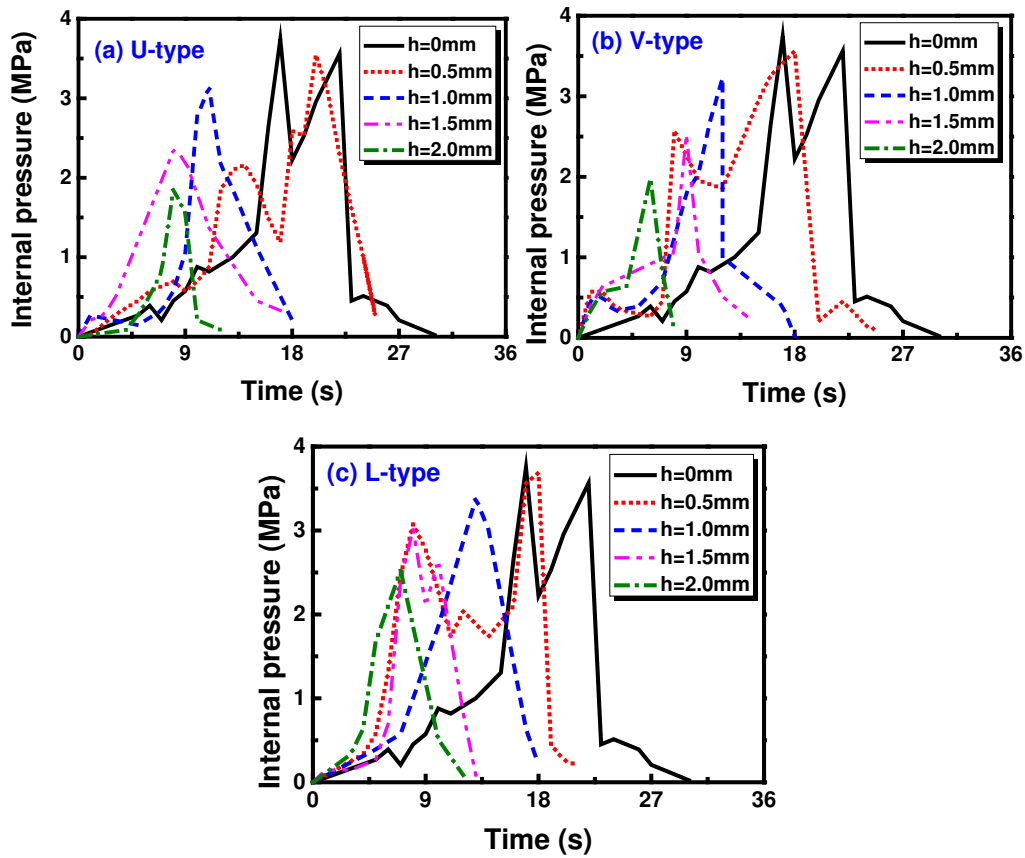 (a) U-type
h=0mm
h=0.5mm
h=1.0mm
h=1.5mm
h=2.0mm
Internal pressure (MPa)
4
3
2
1
0
0 9 18 27 36
Time (s)
(b) V-type
h=0mm
h=0.5mm
h=1.0mm
h=1.5mm
h=2.0mm
Internal pressure (MPa)
4
3
2
1
0
0 9 18 27 36
Time (s)
(c) L-type
h=0mm
h=0.5mm
h=1.0mm
h=1.5mm
h=2.0mm
Internal pressure (MPa)
4
3
2
1
0
0 9 18 27 36
Time (s)